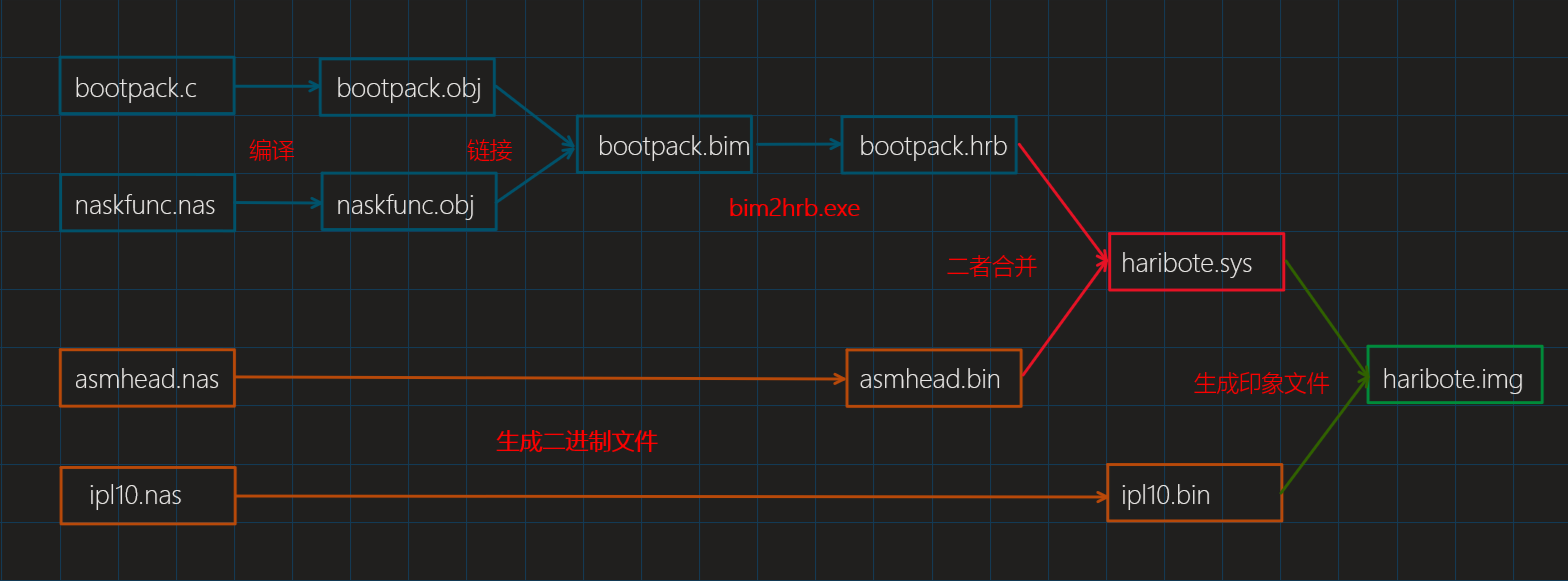 bootpack.c
bootpack.obj
编译
链接
bootpack.bim
bootpack.hrb
naskfunc.nas
naskfunc.obj
bim2hrb.exe
二者合并
haribote.sys
asmhead.nas
asmhead.bin
生成印象文件
haribote.img
生成二进制文件
ipl10.nas
ipl10.bin